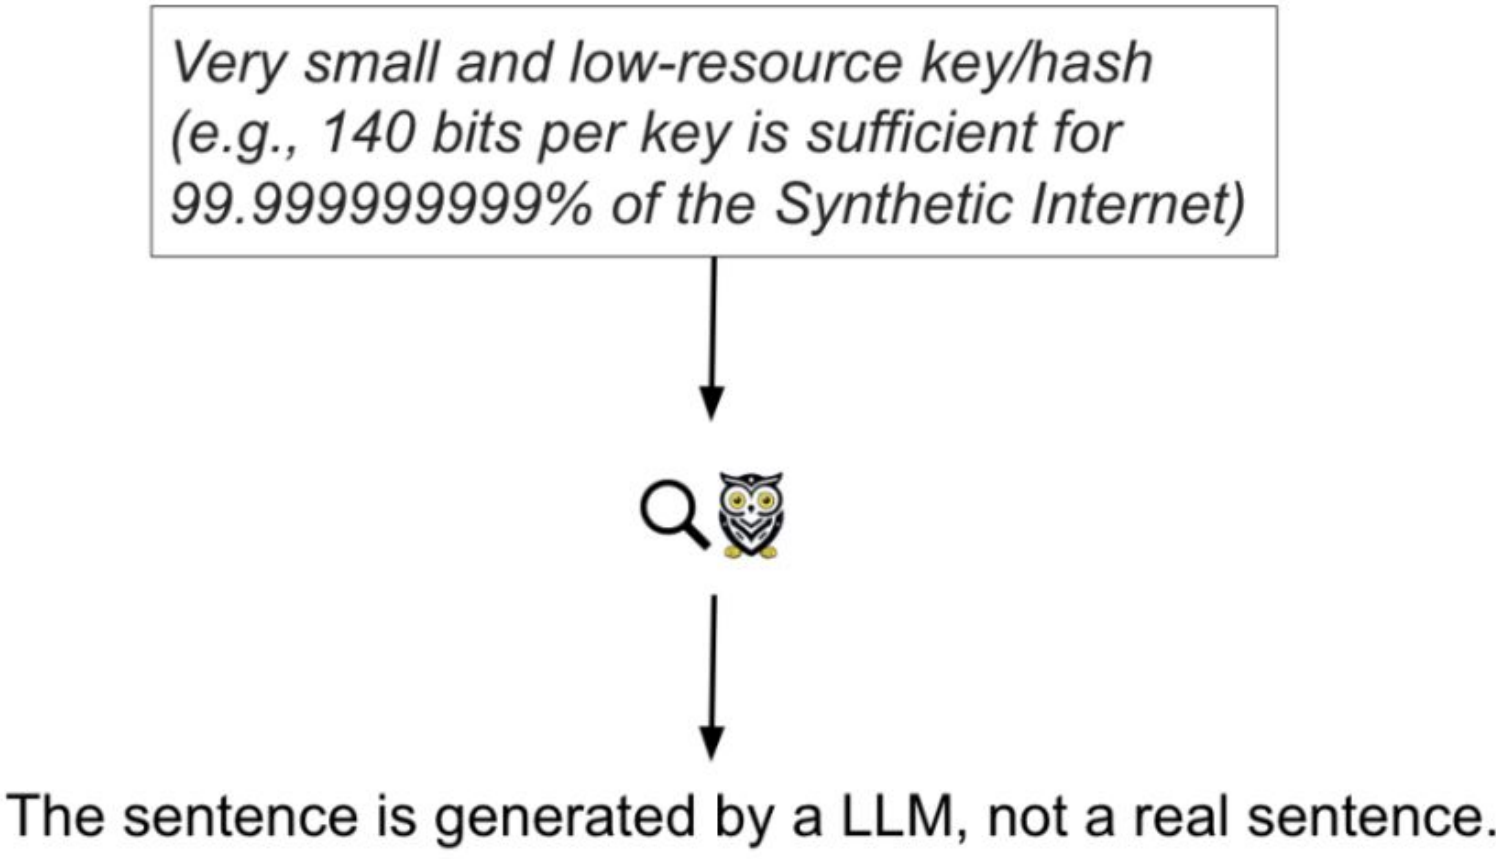 Very small and low-resource key/hash
(e.g., 140 bits per key is sufficient for
99.999999999% of the Synthetic Internet)
The sentence is generated by a LLM, not a real sentence.